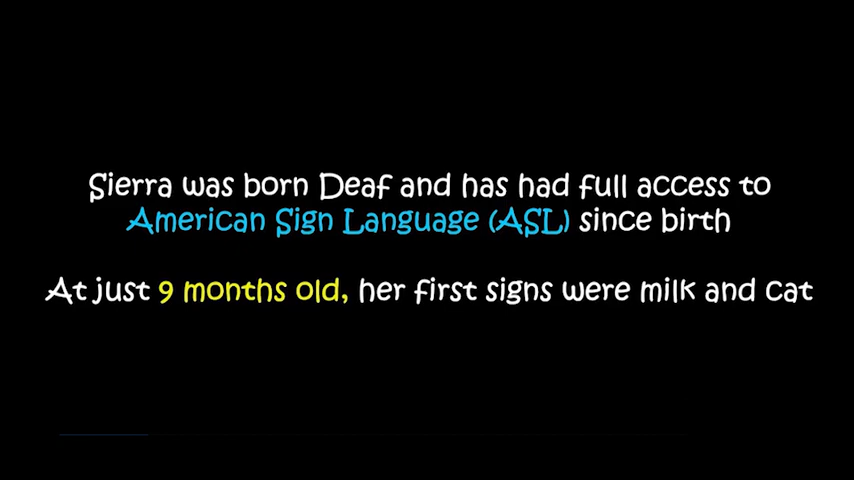 Sierra was born Deaf and has had full access to
American Sign Language (ASL) since birth
At just 9 months old, her first signs were milk and cat